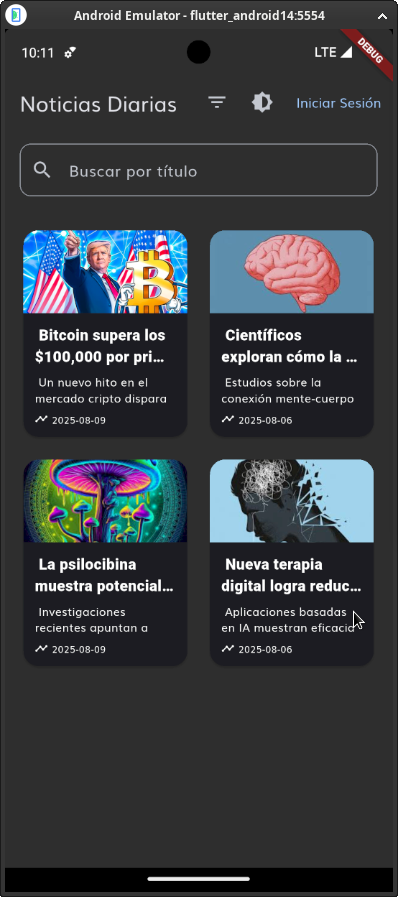 Android Emulator - flutter_android14:5554
10:11
LTE
DEBUG
Noticias Diarias
Iniciar Sesión
Buscar por título
Bitcoin supera los
$100,000 por pri...
Un nuevo hito en el
mercado cripto dispara
2025-08-09
Científicos
exploran cómo la ...
Estudios sobre la
conexión mente-cuerpo
2025-08-06
La psilocibina
muestra potencial...
Investigaciones
recientes apuntan a
2025-08-09
Nueva terapia
digital logra reduc...
Aplicaciones basadas
en IA muestran eficacia
2025-08-06